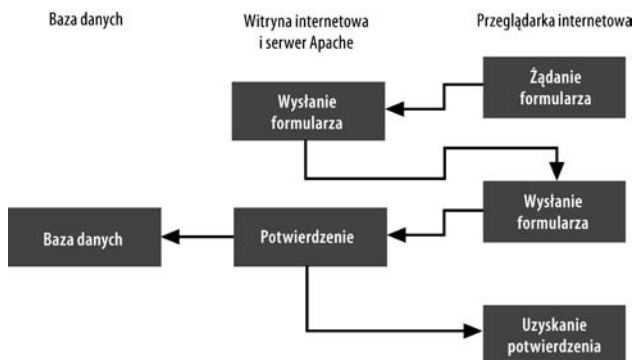 Baza danych
Witryna internetowa
i serwer Apache
Przeglądarka internetowa
Żądanie
formularza
Wysłanie
formularza
Wysłanie
formularza
Baza danych
Potwierdzenie
Uzyskanie
potwierdzenia